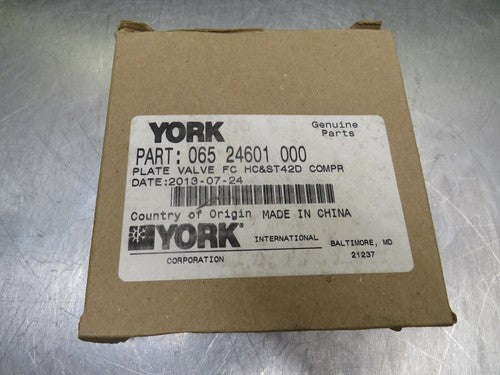 YORK
Genuine
Parts
PART: 065 24601 000
PLATE VALVE FC HC&ST42D COMPR
DATE:2013-07-24
Country of Origin MADE IN CHINA
YORK® INTERNATIONAL BALTIMORE, MD
CORPORATION 21237